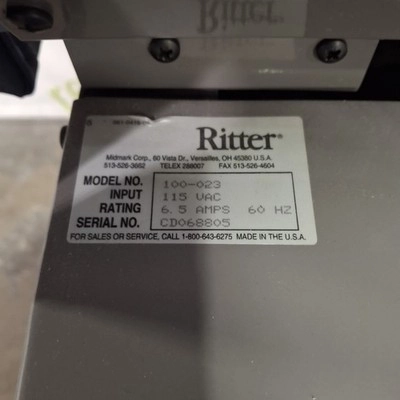 Ritter
Ritter®
Midmark Corp., 60 Vista Dr., Versailles, OH 45380 U.S.A.
513-526-3662 TELEX 288007 FAX 513-526-4604
MODEL NO. 100-023
INPUT 115 VAC
RATING 6.5 AMPS 60 HZ
SERIAL NO. CD068805
FOR SALES OR SERVICE, CALL 1-800-643-6275 MADE IN THE U.S.A.